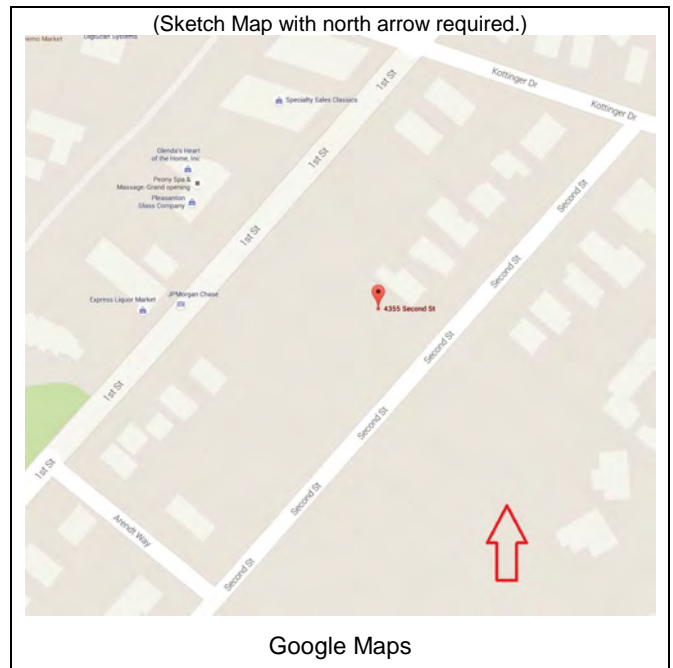 (Sketch Map with north arrow required.)
Market
DigiScan Systems
1st St
Kottinger Dr
Kottinger Dr
Specialty Sales Classics
Glenda's Heart
of the Home, Inc
Peony Spa &
Massage-Grand opening
Pleasanton
Glass Company
1st St
1st St
Second St
Second St
Express Liquor Market
JPMorgan Chase
4355 Second St
Second St
1st St
Second St
1st St
Second St
Arendt Way
Second St
Google Maps